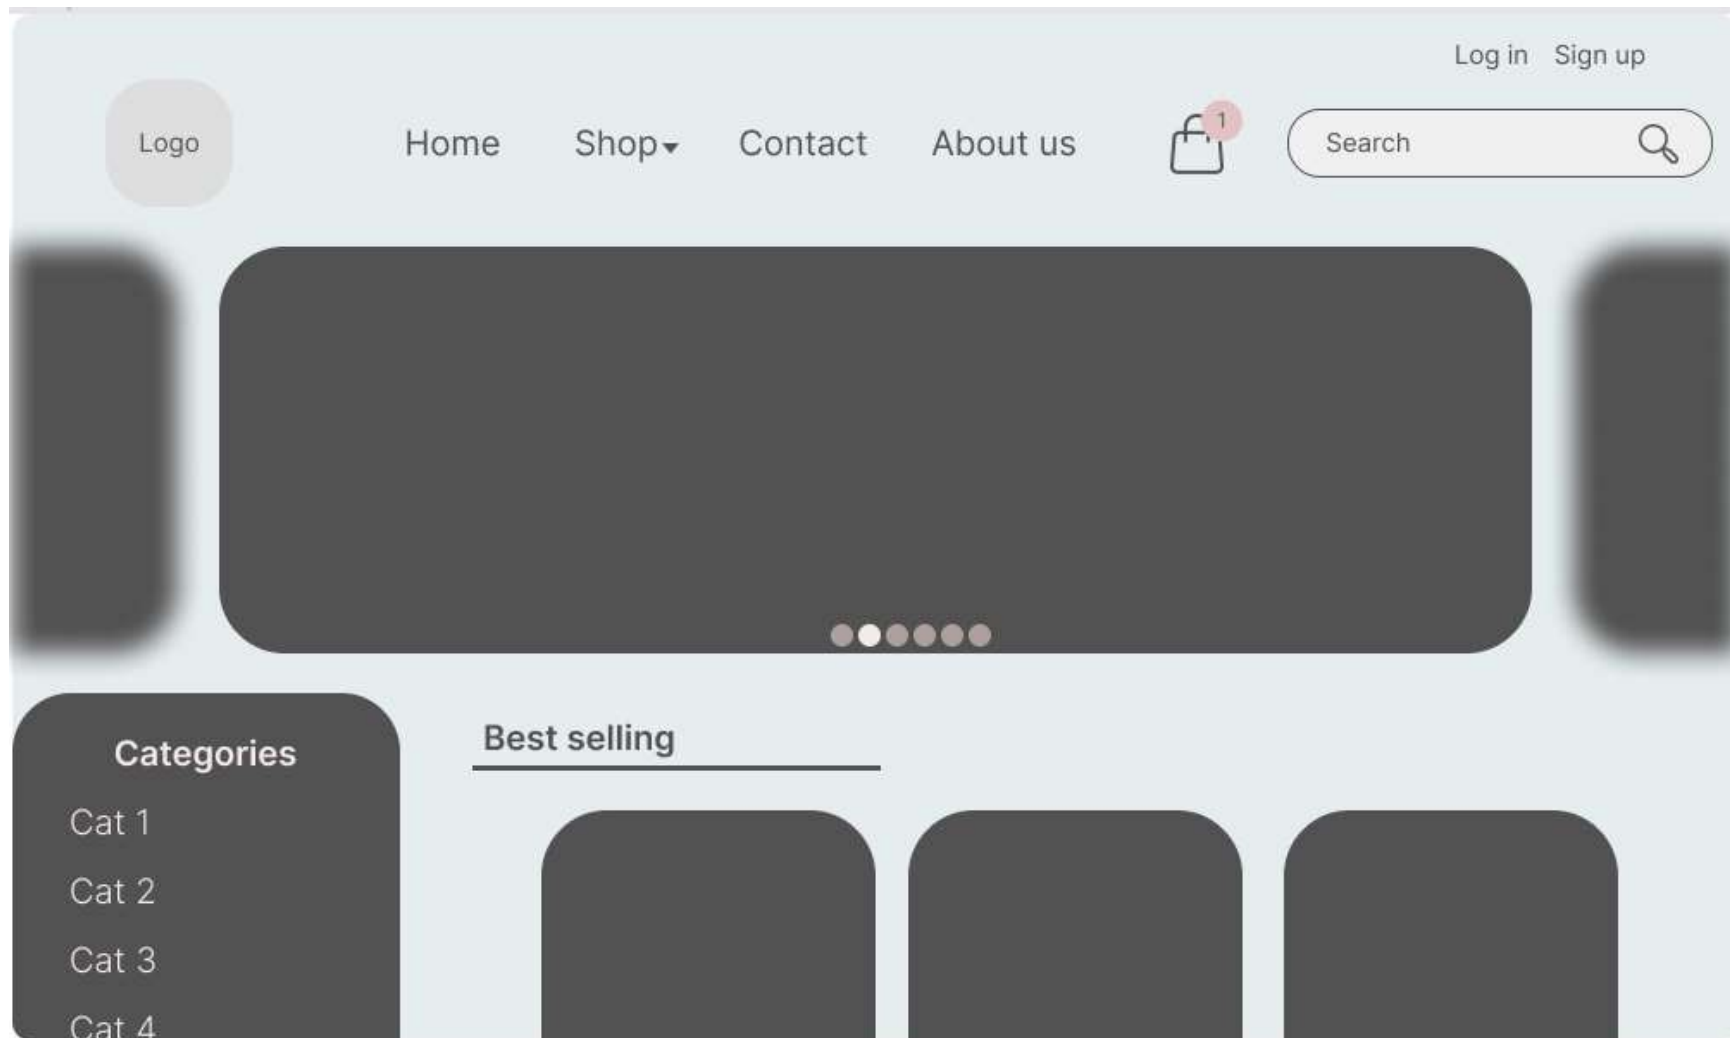 Log in Sign up
Logo Home Shop Contact About us 1 Search
Categories
Cat 1
Cat 2
Cat 3
Cat 4
Best selling